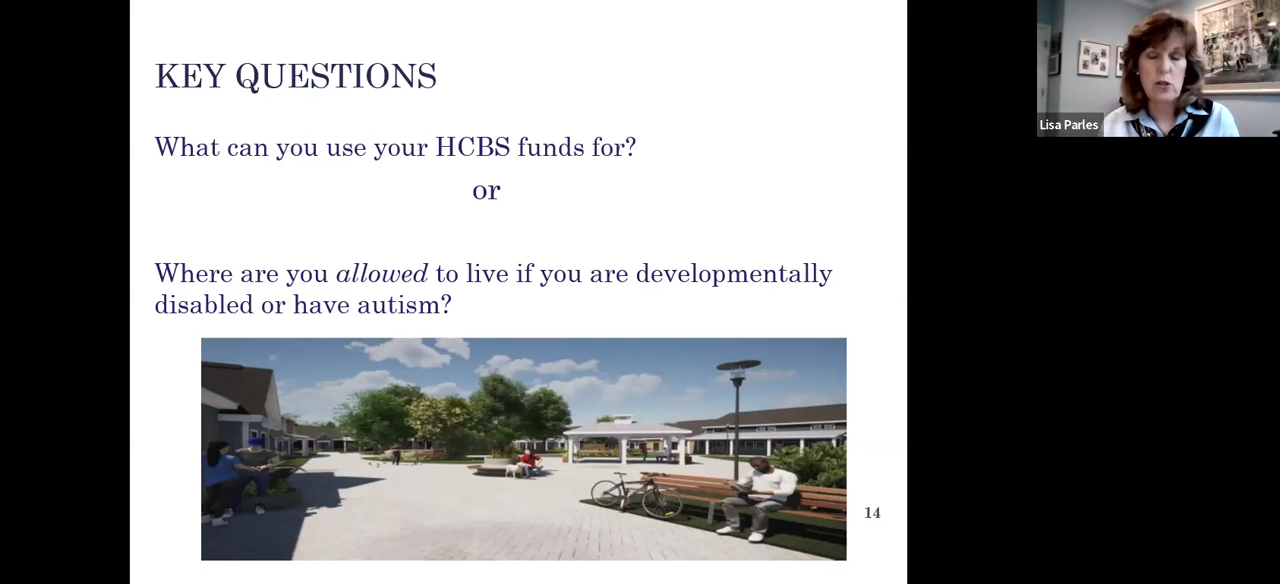 KEY QUESTIONS
What can you use your HCBS funds for?
or
Where are you allowed to live if you are developmentally
disabled or have autism?
14
Lisa Parles